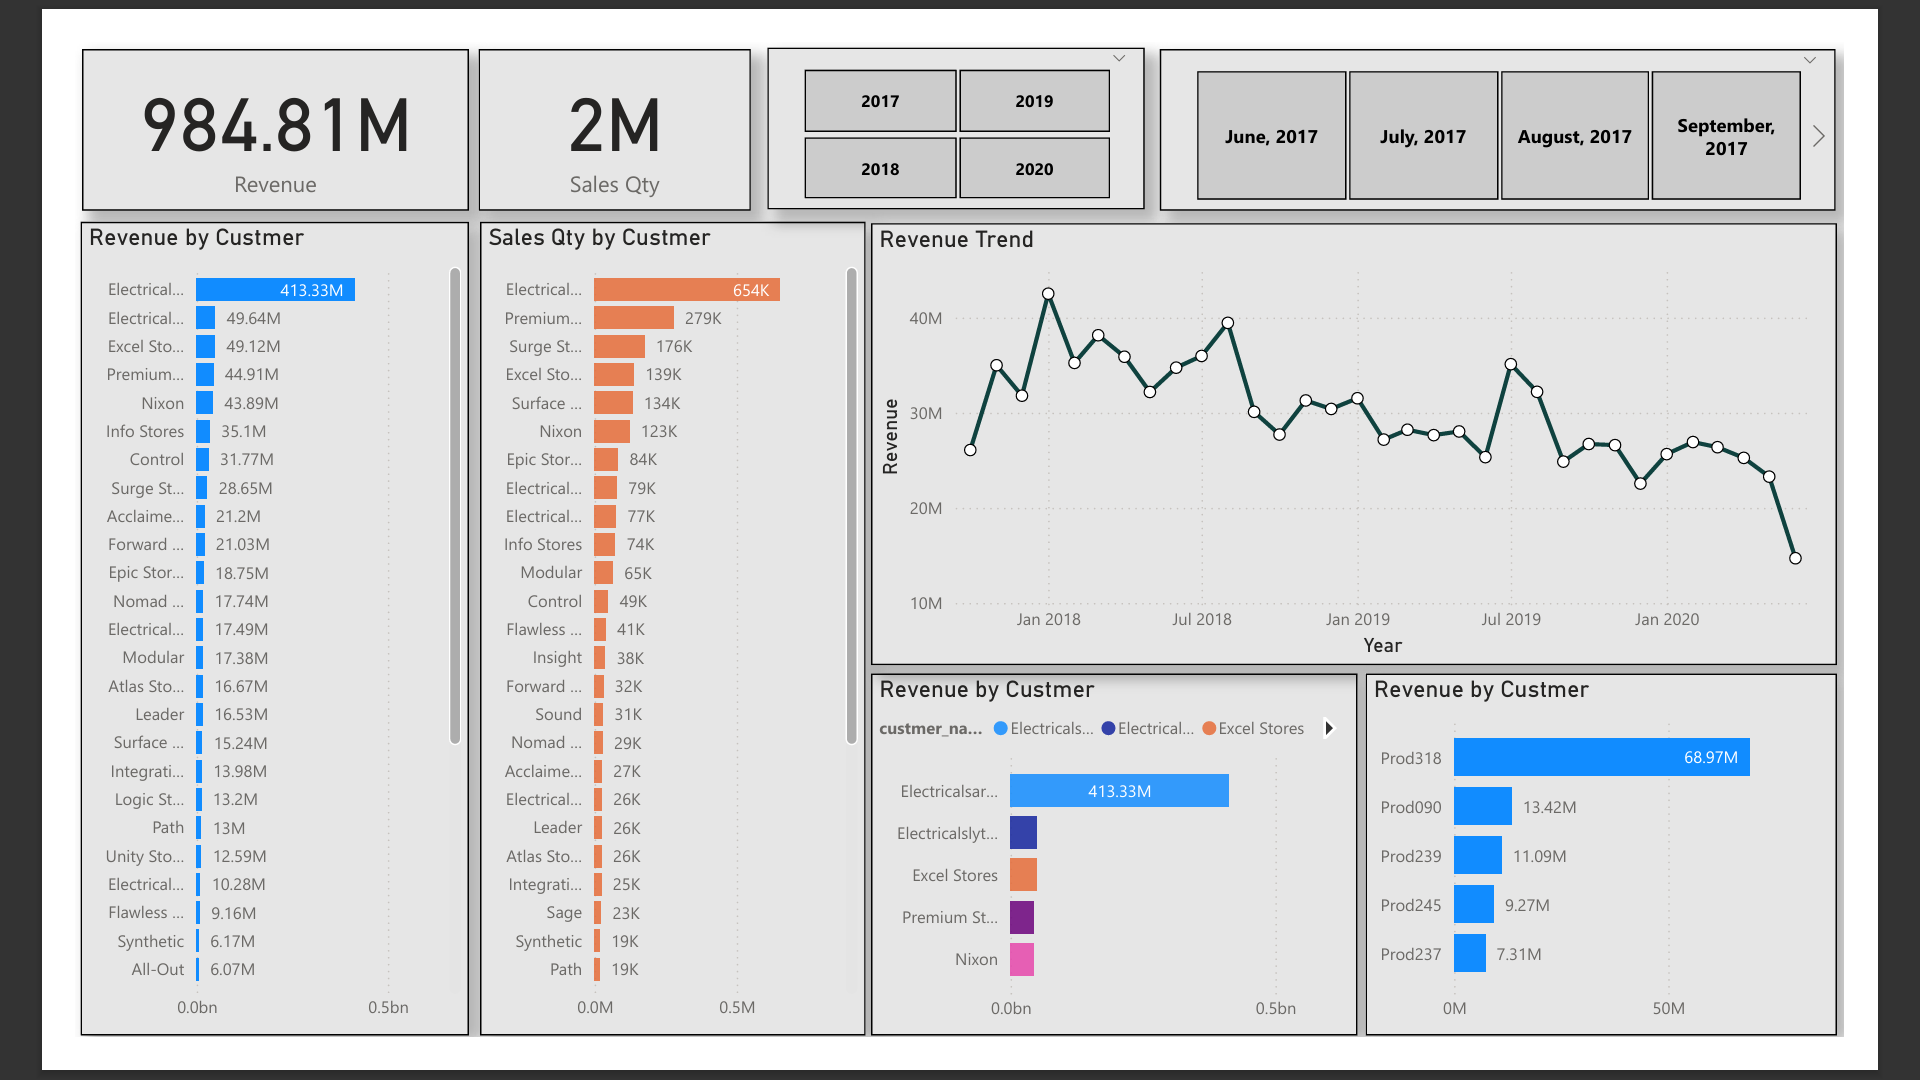 984.81M
Revenue
2M
Sales Qty
2017
2019
2018
2020
June, 2017
July, 2017
August, 2017
September,
2017
Revenue by Custmer
Electrical... 413.33M
Electrical... 49.64M
Excel Sto... 49.12M
Premium... 44.91M
Nixon 43.89M
Info Stores 35.1M
Control 31.77M
Surge St... 28.65M
Acclaime... 21.2M
Forward ... 21.03M
Epic Stor... 18.75M
Nomad ... 17.74M
Electrical... 17.49M
Modular 17.38M
Atlas Sto... 16.67M
Leader 16.53M
Surface ... 15.24M
Integrati... 13.98M
Logic St... 13.2M
Path 13M
Unity Sto... 12.59M
Electrical... 10.28M
Flawless ... 9.16M
Synthetic 6.17M
All-Out 6.07M
0.0bn 0.5bn
Sales Qty by Custmer
Electrical... 654K
Premium... 279K
Surge St... 176K
Excel Sto... 139K
Surface ... 134K
Nixon 123K
Epic Stor... 84K
Electrical... 79K
Electrical... 77K
Info Stores 74K
Modular 65K
Control 49K
Flawless ... 41K
Insight 38K
Forward ... 32K
Sound 31K
Nomad ... 29K
Acclaime... 27K
Electrical... 26K
Leader 26K
Atlas Sto... 26K
Integrati... 25K
Sage 23K
Synthetic 19K
Path 19K
0.0M 0.5M
Revenue Trend
Revenue
40M
30M
20M
10M
Jan 2018 Jul 2018 Jan 2019 Jul 2019 Jan 2020
Year
Revenue by Custmer
custmer_na... Electricals... Electrical... Excel Stores
Electricalsar... 413.33M
Electricalslyt...
Excel Stores
Premium St...
Nixon
0.0bn 0.5bn
Revenue by Custmer
Prod318 68.97M
Prod090 13.42M
Prod239 11.09M
Prod245 9.27M
Prod237 7.31M
0M 50M